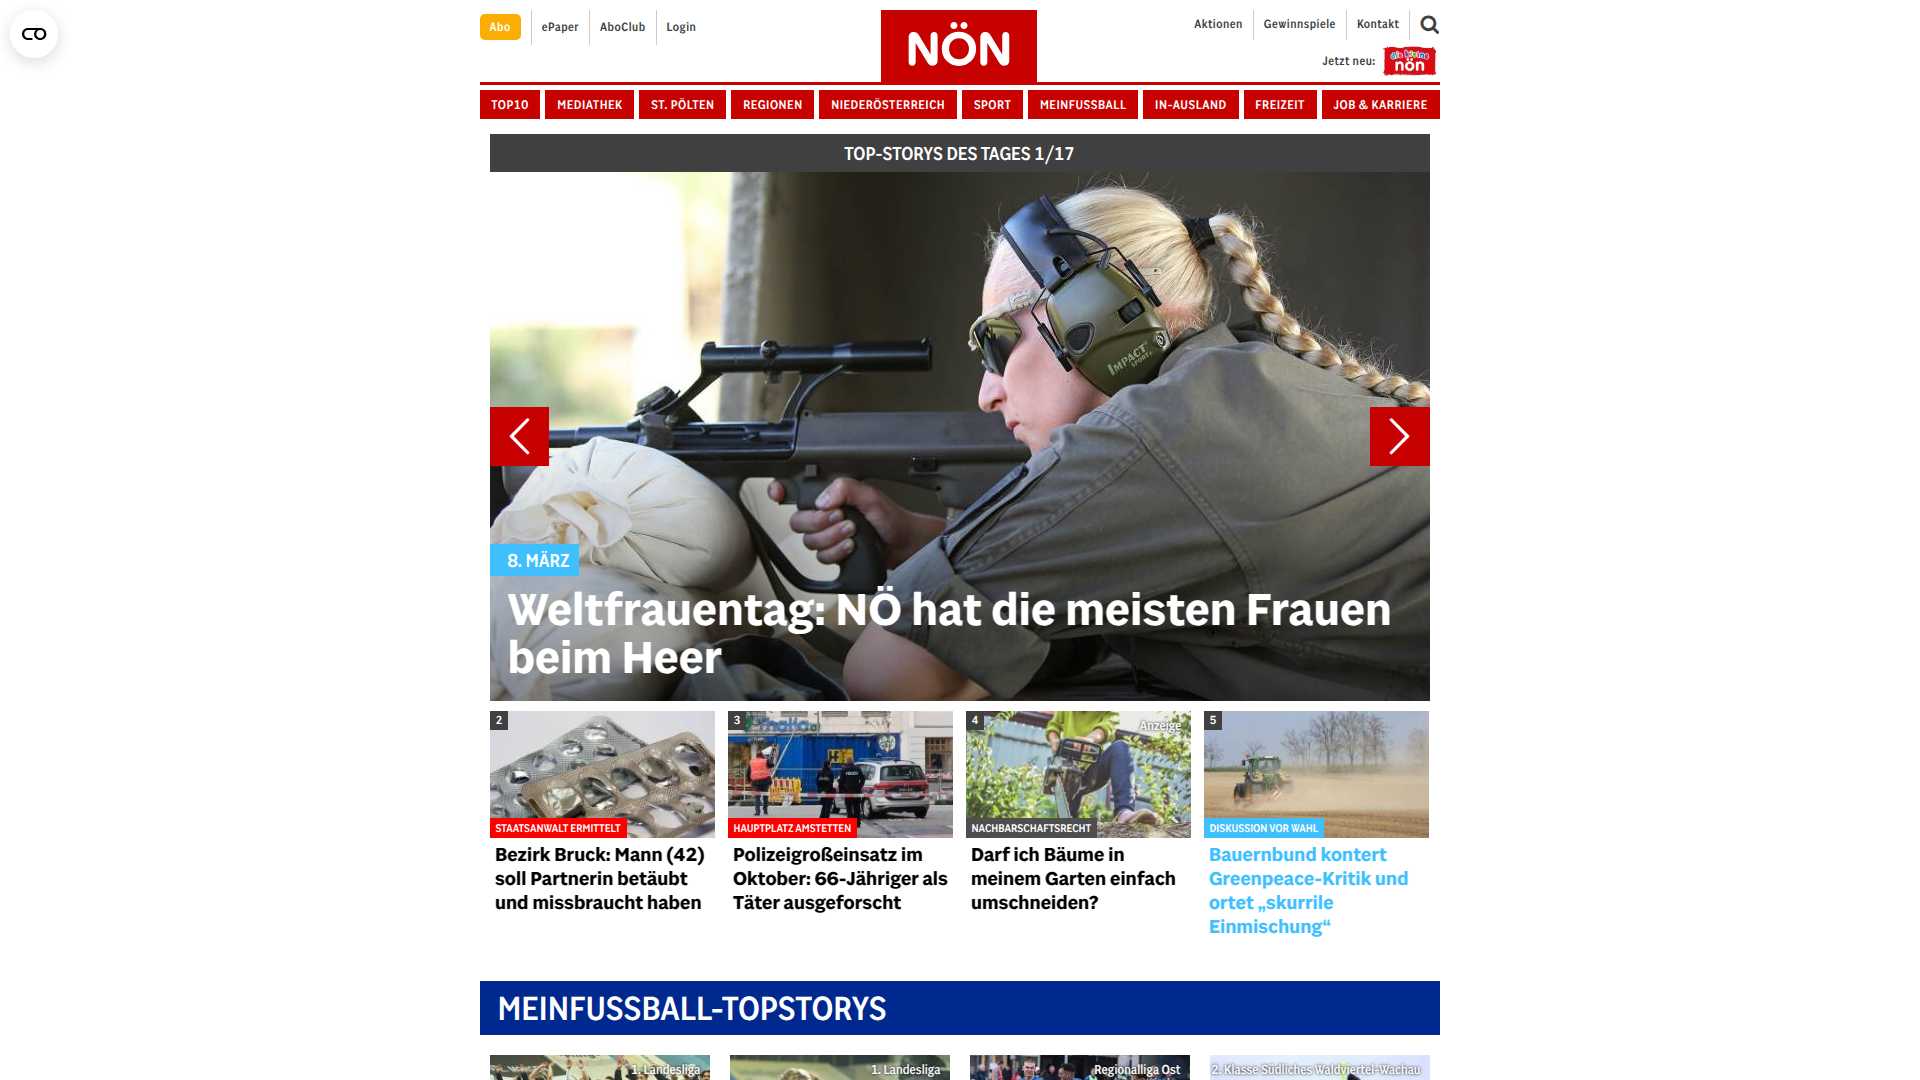 Abo
ePaper
AboClub
Login
NÖN
Aktionen
Gewinnspiele
Kontakt
Jetzt neu:
die kleine
nön
TOP10
MEDIATHEK
ST. PÖLTEN
REGIONEN
NIEDERÖSTERREICH
SPORT
MEINFUSSBALL
IN-AUSLAND
FREIZEIT
JOB & KARRIERE
TOP-STORYS DES TAGES 1/17
IMPACT
SPORT
8. MÄRZ
Weltfrauentag: NÖ hat die meisten Frauen
beim Heer
2
STAATSANWALT ERMITTELT
Bezirk Bruck: Mann (42)
soll Partnerin betäubt
und missbraucht haben
3
HAUPTPLATZ AMSTETTEN
Polizeigroßeinsatz im
Oktober: 66-Jähriger als
Täter ausgeforscht
4
Anzeige
NACHBARSCHAFTSRECHT
Darf ich Bäume in
meinem Garten einfach
umschneiden?
5
DISKUSSION VOR WAHL
Bauernbund kontert
Greenpeace-Kritik und
ortet „skurrile
Einmischung“
MEINFUSSBALL-TOPSTORYS
1. Landesliga
1. Landesliga
Regionalliga Ost
2. Klasse Südliches Waldviertel-Wachau